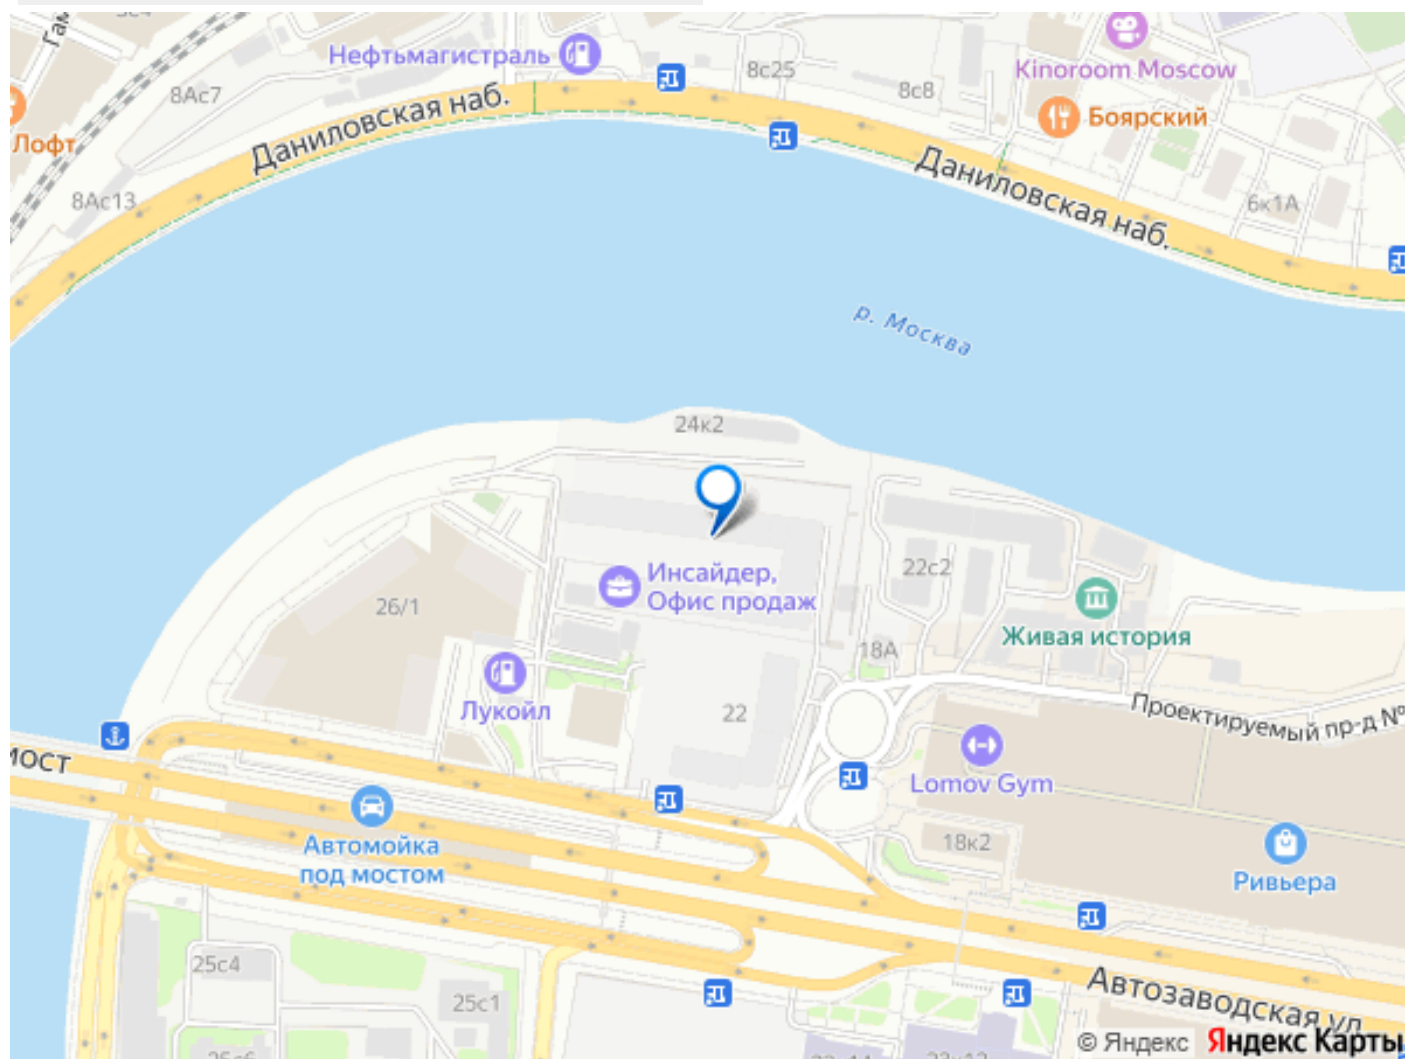 Гам
Нефтьмагистраль
8с25
Kinoroom Moscow
8Ас7
8с8
Боярский
Лофт
Даниловская наб.
Даниловская наб.
8Ас13
6к1А
р. Москва
24к2
Инсайдер,
Офис продаж
22с2
26/1
Живая история
18А
Лукойл
22
Проектируемый пр-д №
мост
Lomov Gym
Автомойка
под мостом
18к2
Ривьера
25с4
25с1
Автозаводская ул.
© Яндекс Яндекс Карты